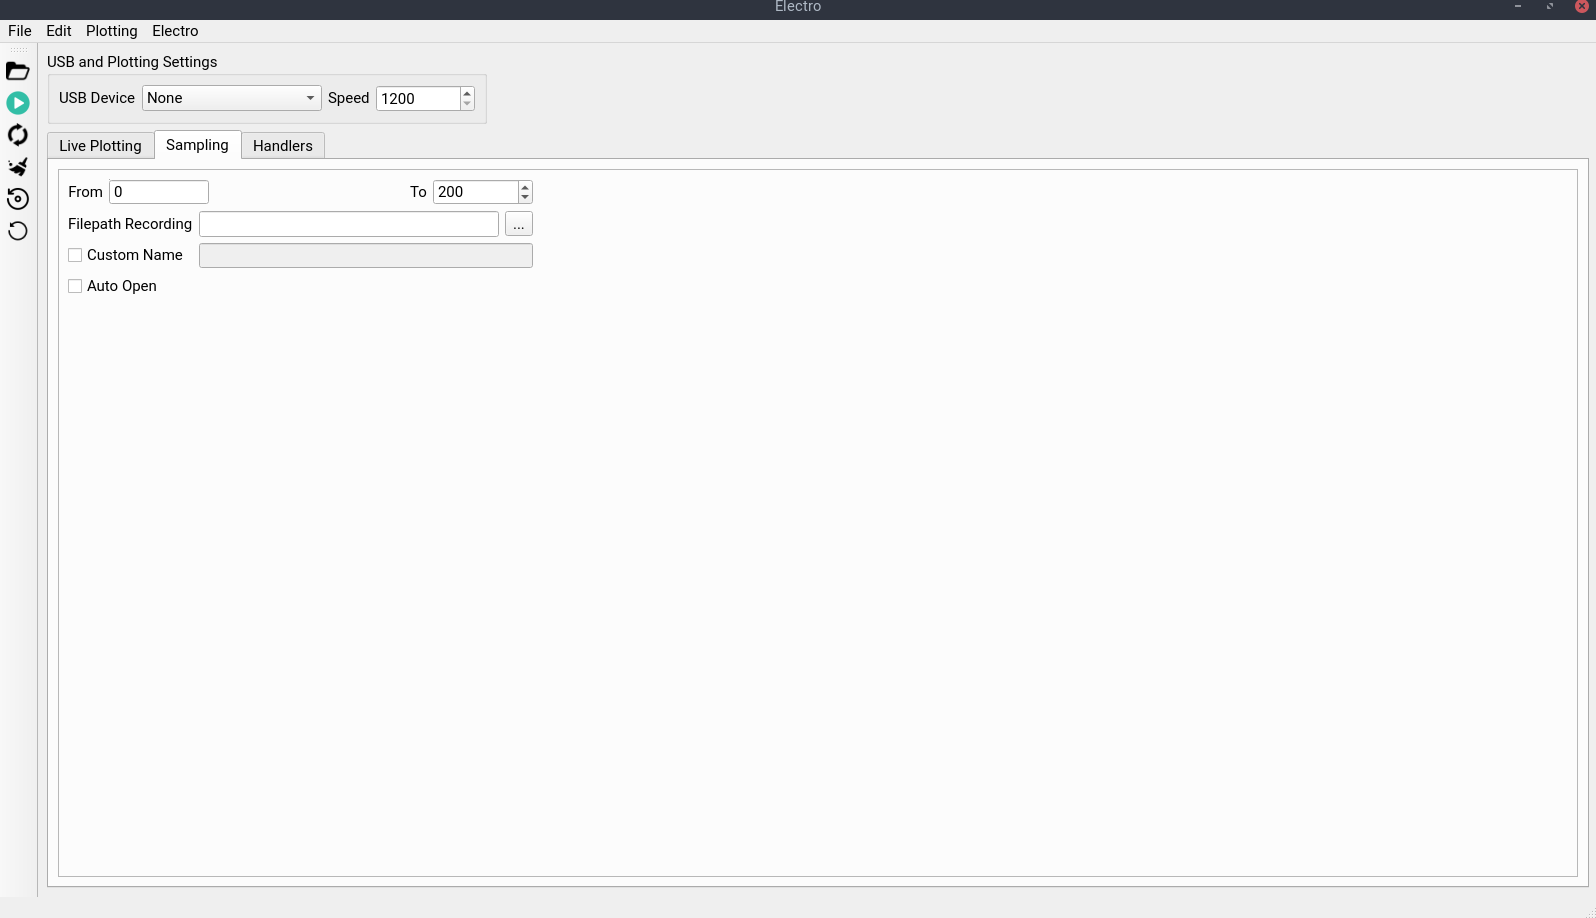 Electro
File Edit Plotting Electro
USB and Plotting Settings
USB Device None Speed 1200
Live Plotting Sampling Handlers
From 0 To 200
Filepath Recording ...
Custom Name
Auto Open